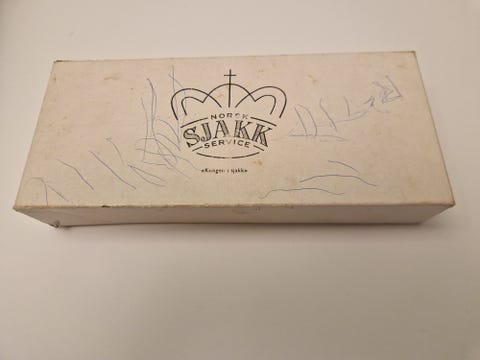 NORSK
SJAKK
SERVICE
«Kongen i sjakk»